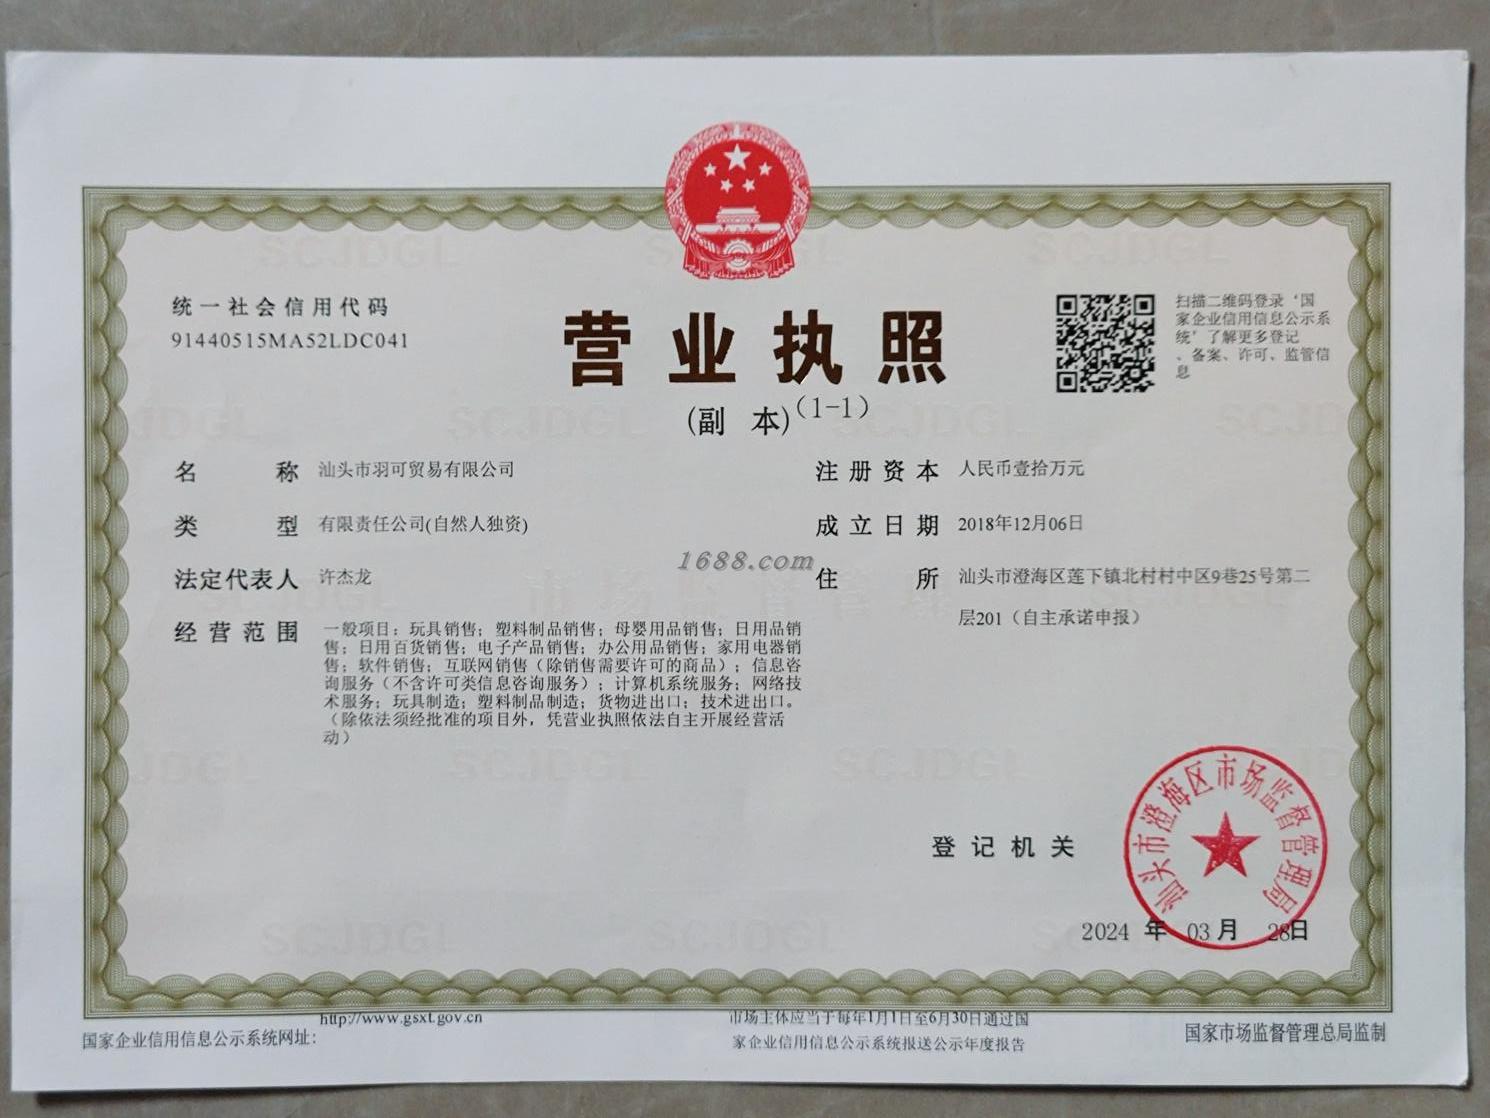 统一社会信用代码
91440515MA52LDC041
营业执照
(副 本)(1-1)
扫描二维码登录‘国
家企业信用信息公示系
统’了解更多登记
、备案、许可、监管信
息
名 称 汕头市羽可贸易有限公司
类 型 有限责任公司(自然人独资)
法定代表人 许杰龙
经营范围 一般项目：玩具销售；塑料制品销售；母婴用品销售；日用品销
售；日用百货销售；电子产品销售；办公用品销售；家用电器销
售；软件销售；互联网销售（除销售需要许可的商品）；信息咨
询服务（不含许可类信息咨询服务）；计算机系统服务；网络技
术服务；玩具制造；塑料制品制造；货物进出口；技术进出口。
（除依法须经批准的项目外，凭营业执照依法自主开展经营活
动）
注册资本 人民币壹拾万元
成立日期 2018年12月06日
住 所 汕头市澄海区莲下镇北村村中区9巷25号第二
层201（自主承诺申报）
1688.com
登记机关
汕头市澄海区市场监督管理局
2024 年 03 月 28日
国家企业信用信息公示系统网址：
http://www.gsxt.gov.cn
市场主体应当于每年1月1日至6月30日通过国
家企业信用信息公示系统报送公示年度报告
国家市场监督管理总局监制
SCJDGL
市场监督管理